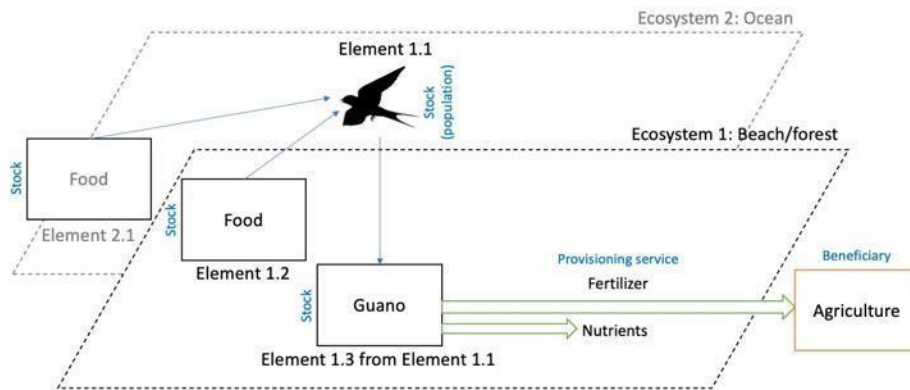 Ecosystem 2: Ocean
Element 1.1
Stock
(population)
Ecosystem 1: Beach/forest
Stock
Food
Element 2.1
Stock
Food
Element 1.2
Stock
Guano
Element 1.3 from Element 1.1
Provisioning service
Fertilizer
Nutrients
Beneficiary
Agriculture